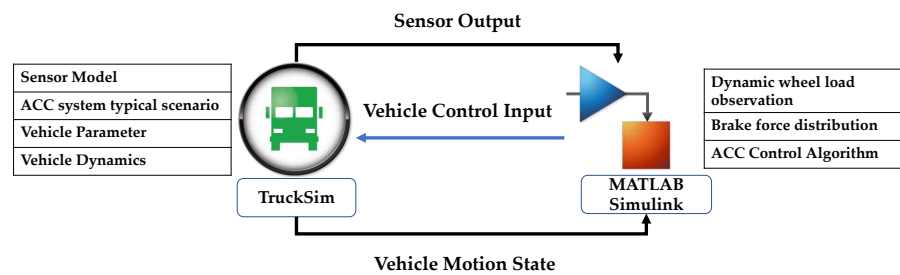 Sensor Output
Sensor Model
ACC system typical scenario
Vehicle Parameter
Vehicle Dynamics
Vehicle Control Input
Dynamic wheel load
observation
Brake force distribution
ACC Control Algorithm
TruckSim
MATLAB
Simulink
Vehicle Motion State